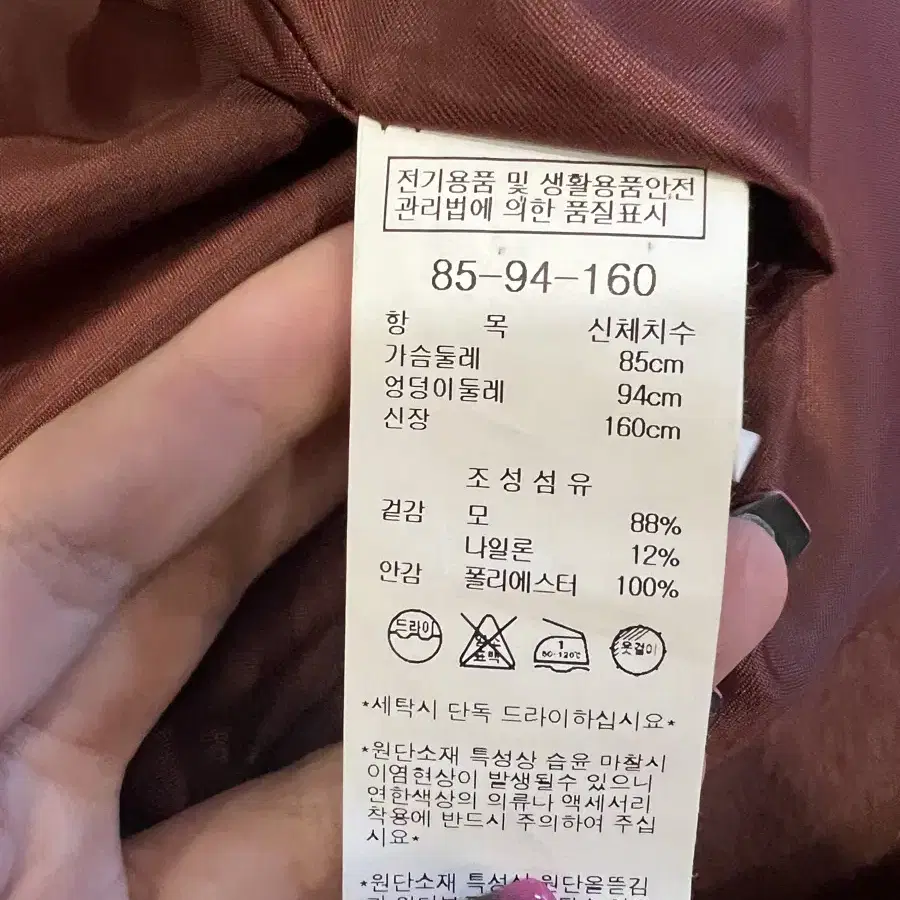 전기용품 및 생활용품안전
관리법에 의한 품질표시
85-94-160
항 목 신체치수
가슴둘레 85cm
엉덩이둘레 94cm
신장 160cm
조성섬유
겉감 모 88%
나일론 12%
안감 폴리에스터 100%
드라이 염소 표백 1 80-120℃ 옷걸이
*세탁시 단독 드라이하십시요*
*원단소재 특성상 습윤 마찰시
이염현상이 발생될수 있으니
연한색상의 의류나 액세서리
착용에 반드시 주의하여 주십
시요*
*원단소재 특성상 원단올뜯김